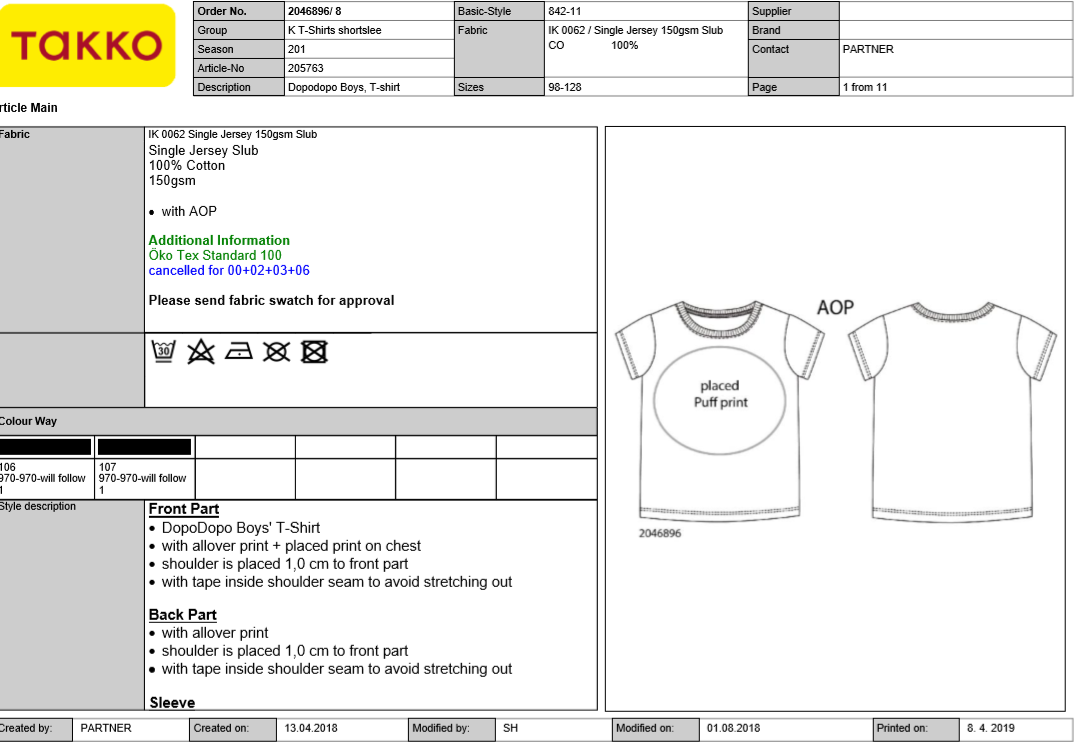 TAKKO
Order No. 2046896/ 8 Basic-Style 842-11 Supplier
Group K T-Shirts shortslee Fabric IK 0062 / Single Jersey 150gsm Slub Brand
Season 201 CO 100% Contact PARTNER
Article-No 205763
Description Dopodopo Boys, T-shirt Sizes 98-128 Page 1 from 11
rticle Main
Fabric
IK 0062 Single Jersey 150gsm Slub
Single Jersey Slub
100% Cotton
150gsm
• with AOP
Additional Information
Öko Tex Standard 100
cancelled for 00+02+03+06
Please send fabric swatch for approval
30
Colour Way
106 107
970-970-will follow 970-970-will follow
1 1
Style description
Front Part
• DopoDopo Boys' T-Shirt
• with allover print + placed print on chest
• shoulder is placed 1,0 cm to front part
• with tape inside shoulder seam to avoid stretching out
Back Part
• with allover print
• shoulder is placed 1,0 cm to front part
• with tape inside shoulder seam to avoid stretching out
Sleeve
AOP
placed
Puff print
2046896
Created by: PARTNER Created on: 13.04.2018 Modified by: SH Modified on: 01.08.2018 Printed on: 8. 4. 2019